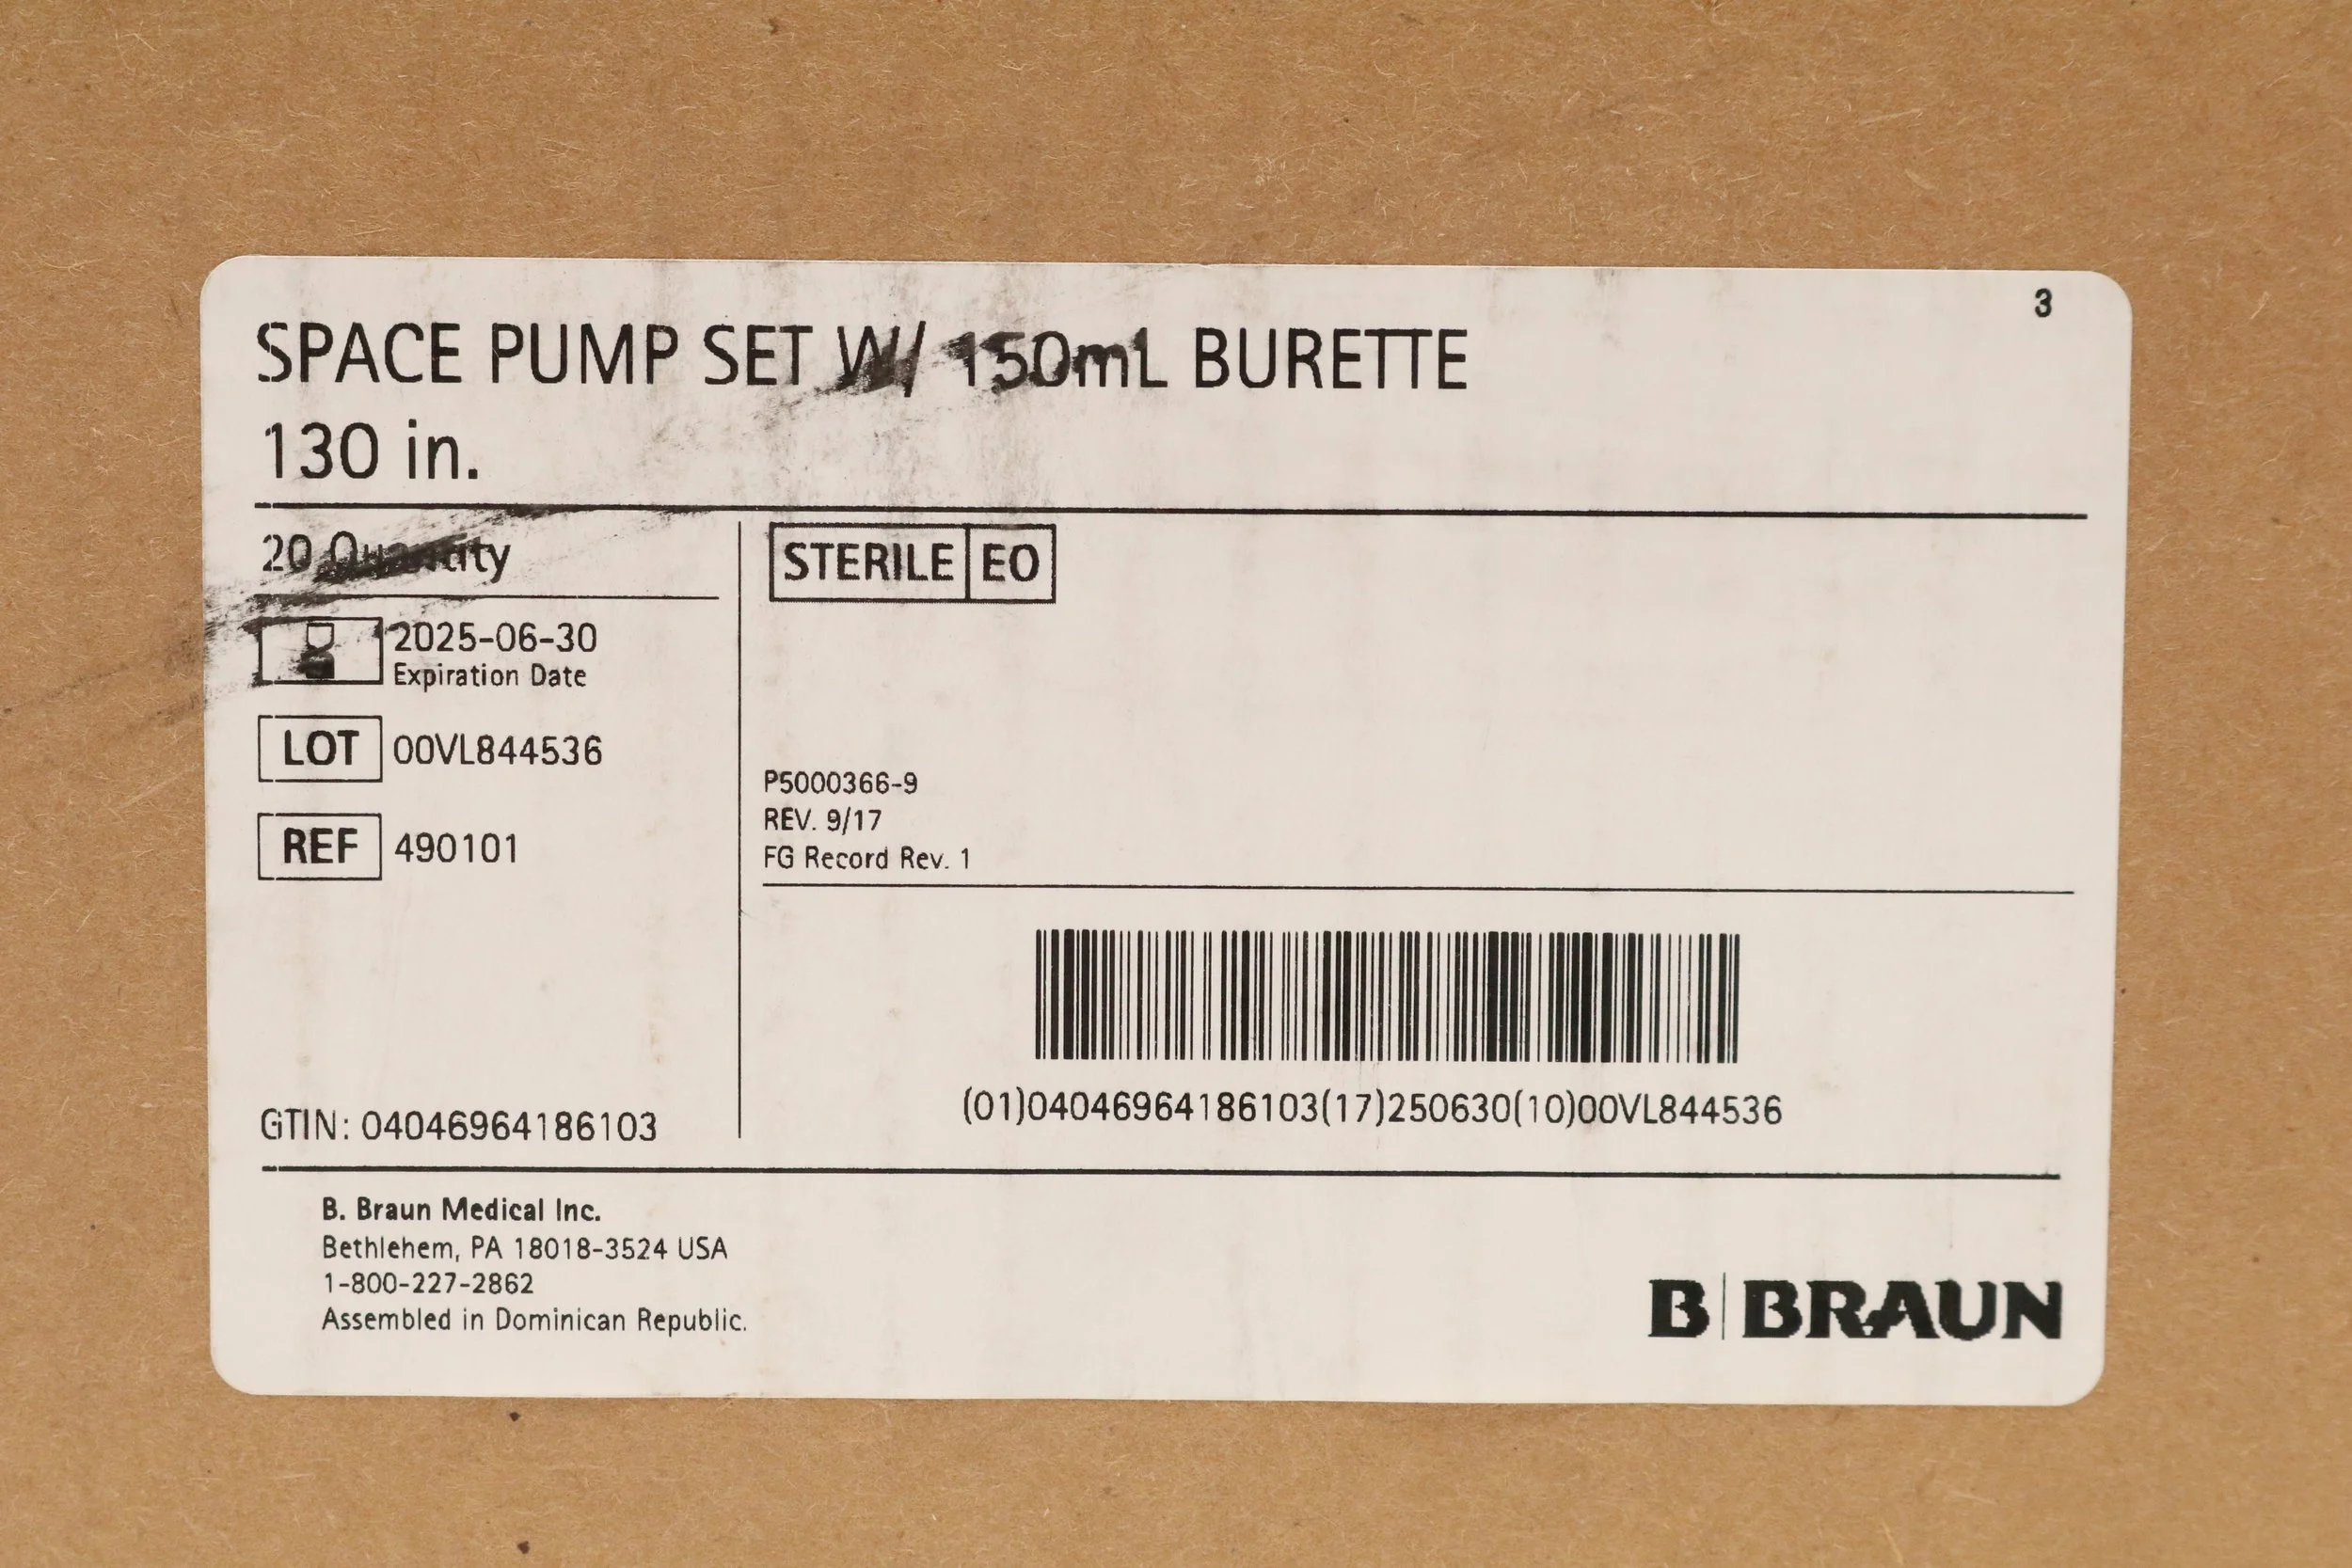 3
SPACE PUMP SET W/ 150mL BURETTE
130 in.
20 Quantity
STERILE EO
2025-06-30
Expiration Date
LOT 00VL844536
REF 490101
P5000366-9
REV. 9/17
FG Record Rev. 1
(01)04046964186103(17)250630(10)00VL844536
GTIN: 04046964186103
B. Braun Medical Inc.
Bethlehem, PA 18018-3524 USA
1-800-227-2862
Assembled in Dominican Republic.
B|BRAUN